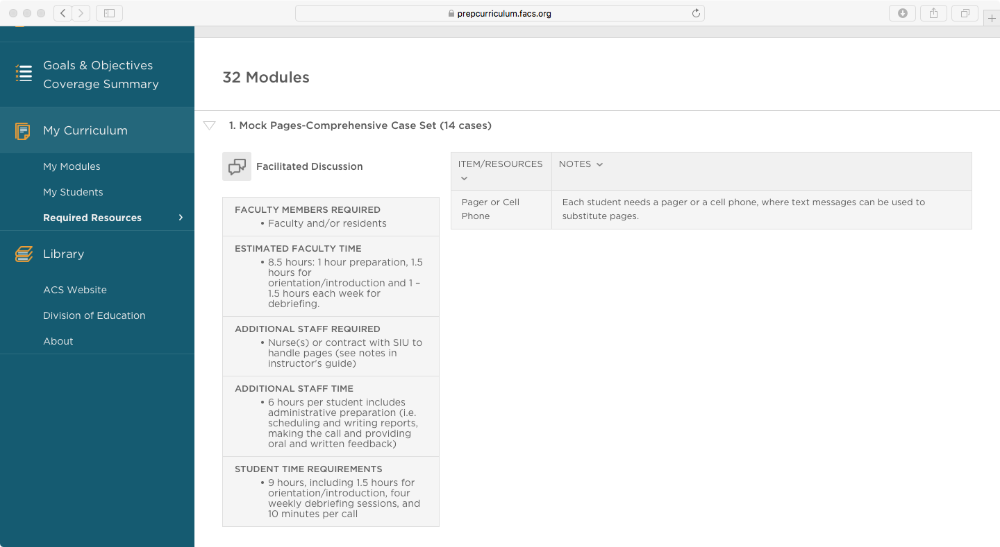 prepcurriculum.facs.org
Goals & Objectives
Coverage Summary
My Curriculum
My Modules
My Students
Required Resources
Library
ACS Website
Division of Education
About
32 Modules
1. Mock Pages-Comprehensive Case Set (14 cases)
Facilitated Discussion
FACULTY MEMBERS REQUIRED
• Faculty and/or residents
ESTIMATED FACULTY TIME
• 8.5 hours: 1 hour preparation, 1.5
hours for
orientation/introduction and 1 –
1.5 hours each week for
debriefing.
ADDITIONAL STAFF REQUIRED
• Nurse(s) or contract with SIU to
handle pages (see notes in
instructor's guide)
ADDITIONAL STAFF TIME
• 6 hours per student includes
administrative preparation (i.e.
scheduling and writing reports,
making the call and providing
oral and written feedback)
STUDENT TIME REQUIREMENTS
• 9 hours, including 1.5 hours for
orientation/introduction, four
weekly debriefing sessions, and
10 minutes per call
ITEM/RESOURCES
NOTES
Pager or Cell
Phone
Each student needs a pager or a cell phone, where text messages can be used to
substitute pages.